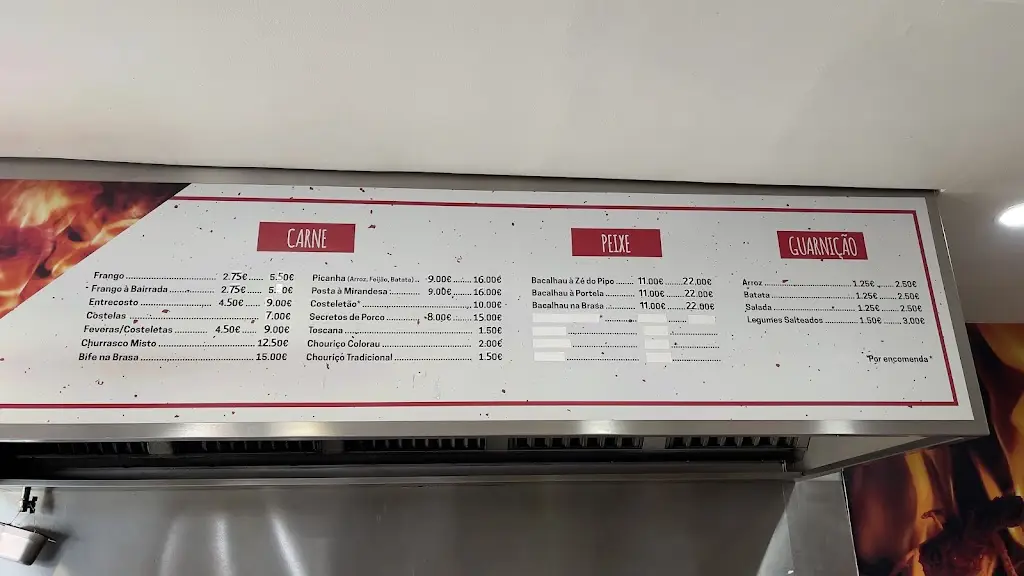 CARNE
Frango 2.75€ 5.50€
Frango à Bairrada 2.75€
Entrecosto 4.50€ 9.00€
Costelas 7.00€
Feveras/Costeletas 4.50€ 9.00€
Churrasco Misto 12.50€
Bife na Brasa 15.00€
Picanha (Arroz, Feijão, Batata) 9.00€ 16.00€
Posta à Mirandesa 9.00€ 16.00€
Costeletão* 10.00€
Secretos de Porco 8.00€ 15.00€
Toscana 1.50€
Chouriço Colorau 2.00€
Chouriço Tradicional 1.50€
PEIXE
Bacalhau à Zé do Pipo 11.00€ 22.00€
Bacalhau à Portela 11.00€ 22.00€
Bacalhau na Brasa 11.00€ 22.00€
*
GUARNIÇÃO
Arroz 1.25€ 2.50€
Batata 1.25€ 2.50€
Salada 1.25€ 2.50€
Legumes Salteados 1.50€ 3.00€
"Por encomenda"